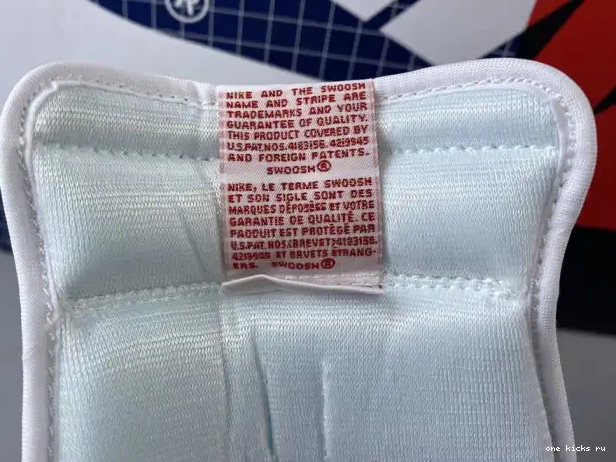 NIKE AND THE SWOOSH
NAME AND STRIPE ARE
TRADEMARKS AND YOUR
GUARANTEE OF QUALITY.
THIS PRODUCT COVERED BY
U.S.PAT.NOS.4183156.4219945
AND FOREIGN PATENTS.
SWOOSH®
NIKE, LE TERME SWOOSH
ET SON SIGLE SONT DES
MARQUES DÉPOSÉES ET VOTRE
GARANTIE DE QUALITÉ. CE
PRODUIT EST PROTÉGÉ PAR
U.S.PAT.NOS.(BREVET)4183156.
4219945 ET BRVETS ETRANG-
ERS. SWOOSH®
one kicks ru